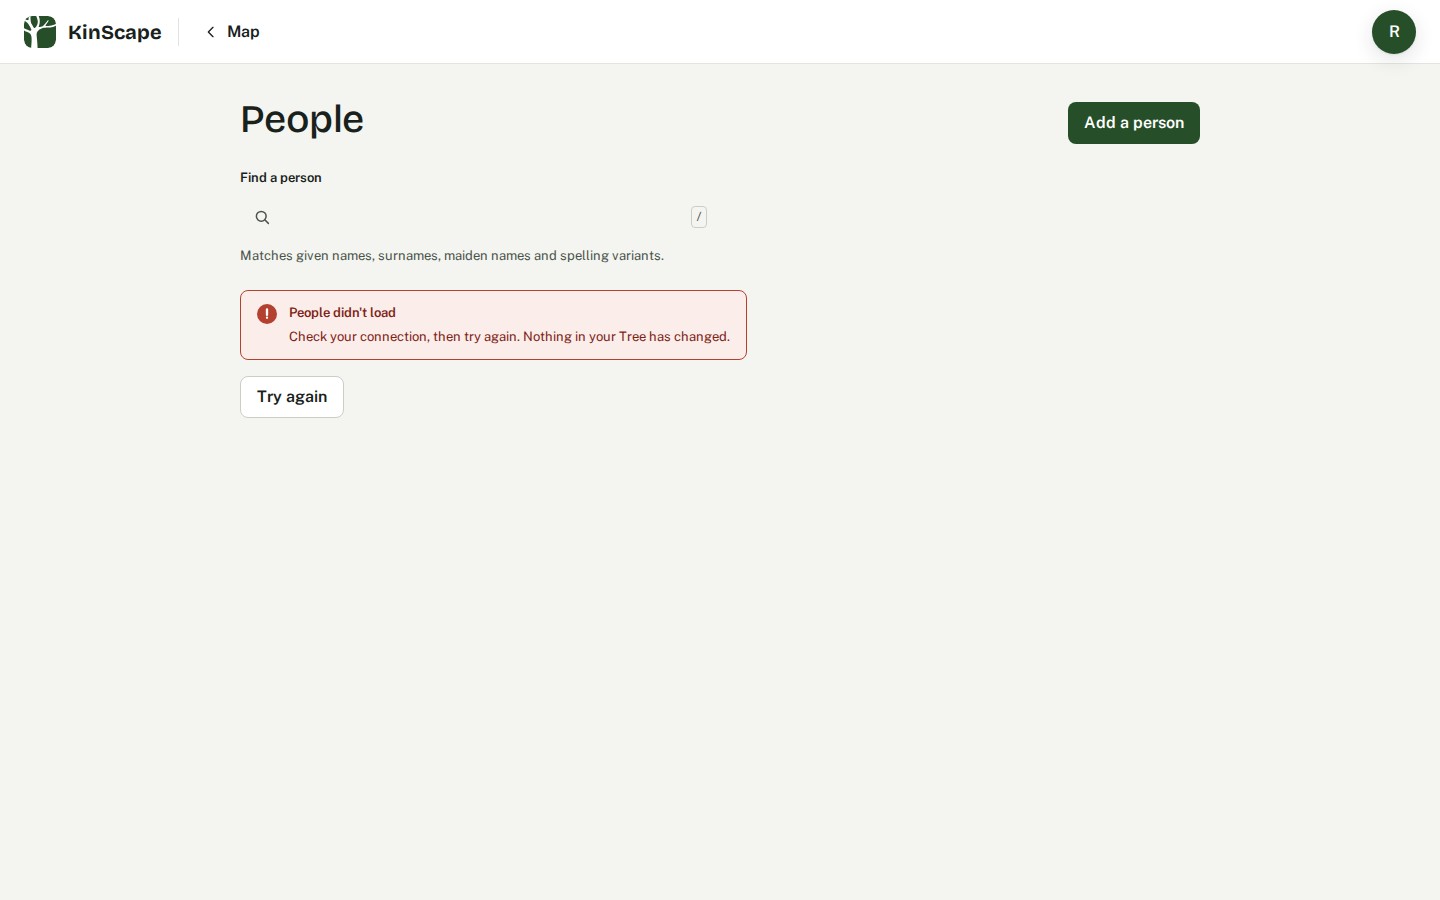 KinScape
Map
R
People
Add a person
Find a person
/
Matches given names, surnames, maiden names and spelling variants.
People didn't load
Check your connection, then try again. Nothing in your Tree has changed.
Try again